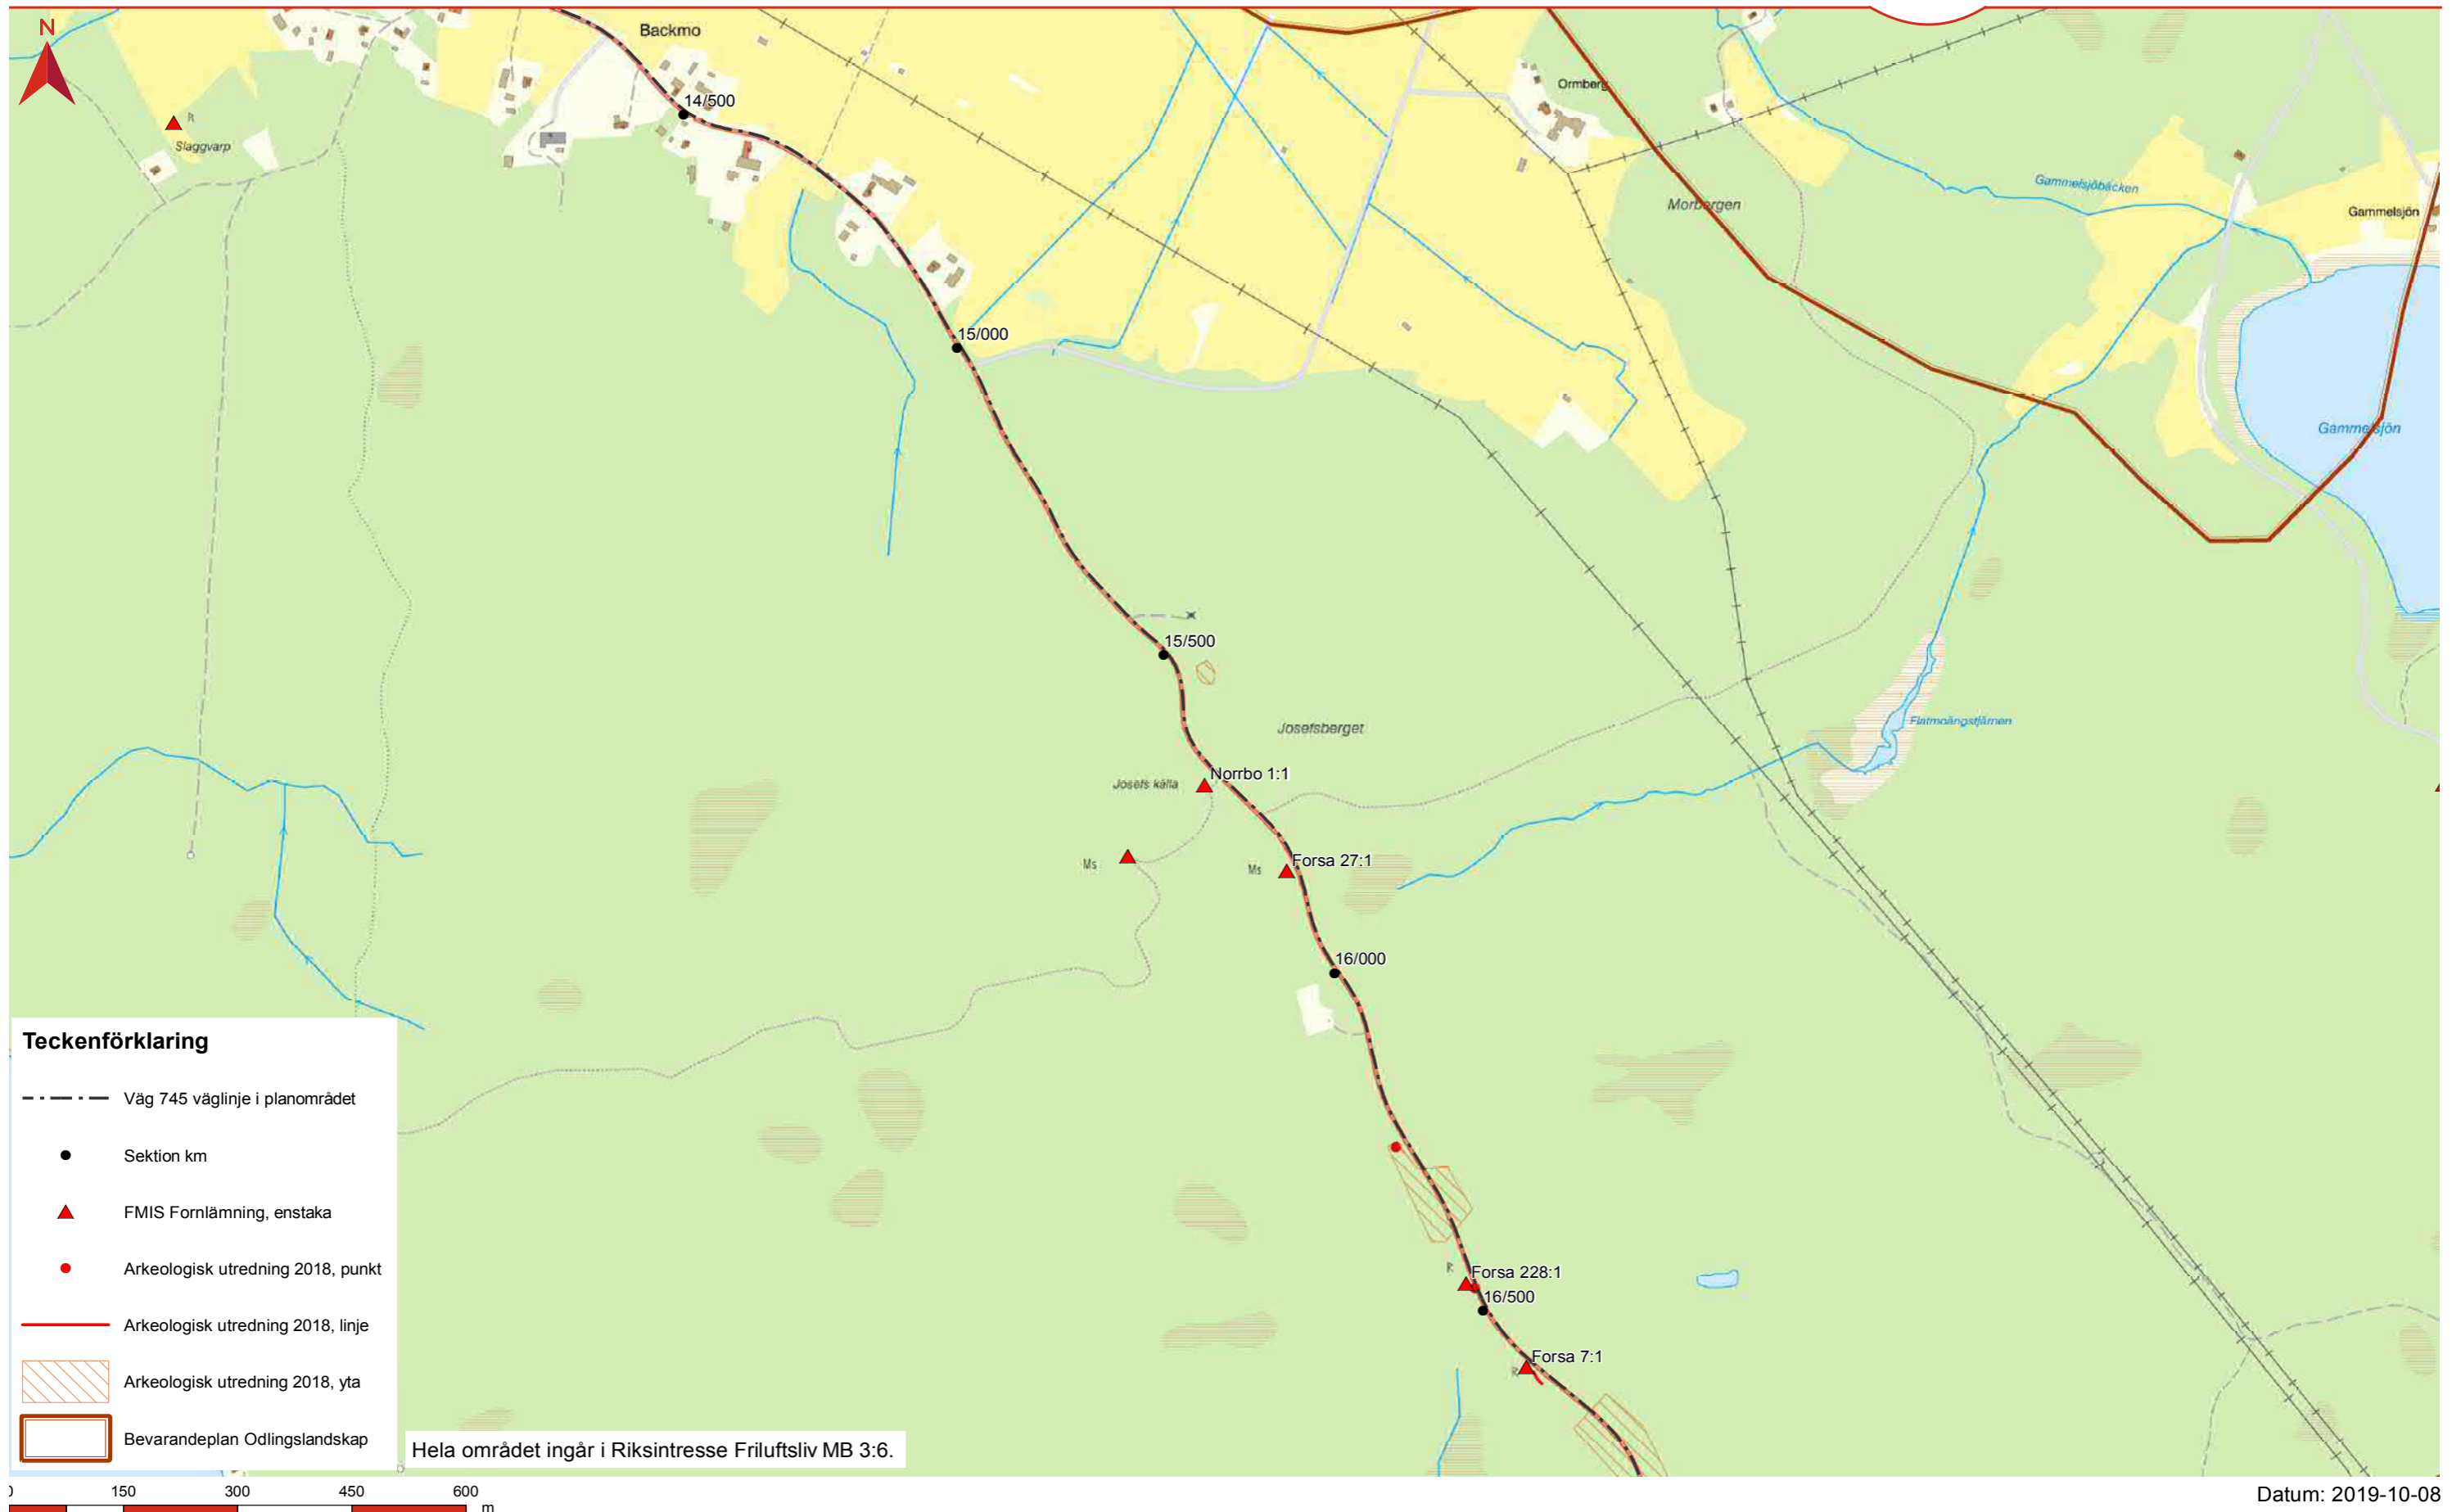 N
Backmo
14/500
Ormberg
R
Slaggvarp
Gammelsjöbäcken
Morbergen
Gammelsjön
15/000
Gammelsjön
15/500
Josefsberget
Flatmoängstjärnen
Norrbo 1:1
Josefs källa
Ms
Ms
Forsa 27:1
16/000
R
Forsa 228:1
16/500
Forsa 7:1
R
Teckenförklaring
Väg 745 väglinje i planområdet
Sektion km
FMIS Fornlämning, enstaka
Arkeologisk utredning 2018, punkt
Arkeologisk utredning 2018, linje
Arkeologisk utredning 2018, yta
Bevarandeplan Odlingslandskap
Hela området ingår i Riksintresse Friluftsliv MB 3:6.
0 150 300 450 600
m
Datum: 2019-10-08